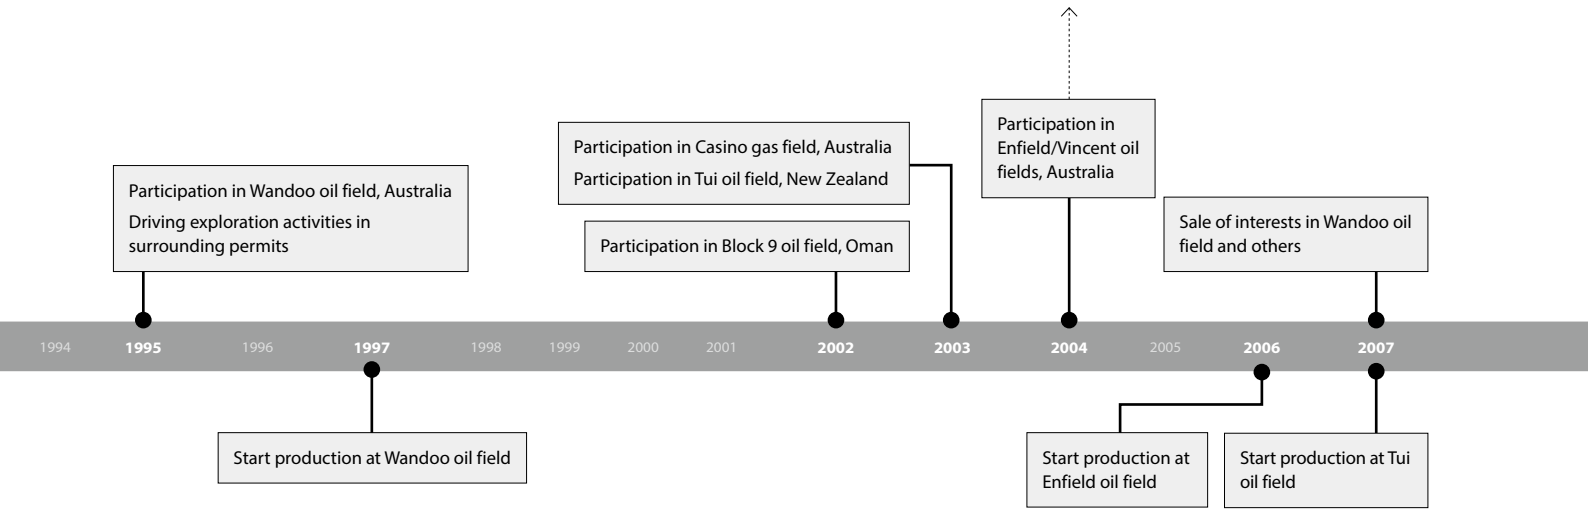 Participation in
Enfield/Vincent oil
fields, Australia
Participation in Casino gas field, Australia
Participation in Tui oil field, New Zealand
Participation in Wandoo oil field, Australia
Driving exploration activities in
surrounding permits
Participation in Block 9 oil field, Oman
Sale of interests in Wandoo oil
field and others
1994 1995 1996 1997 1998 1999 2000 2001 2002 2003 2004 2005 2006 2007
Start production at Wandoo oil field
Start production at
Enfield oil field
Start production at Tui
oil field